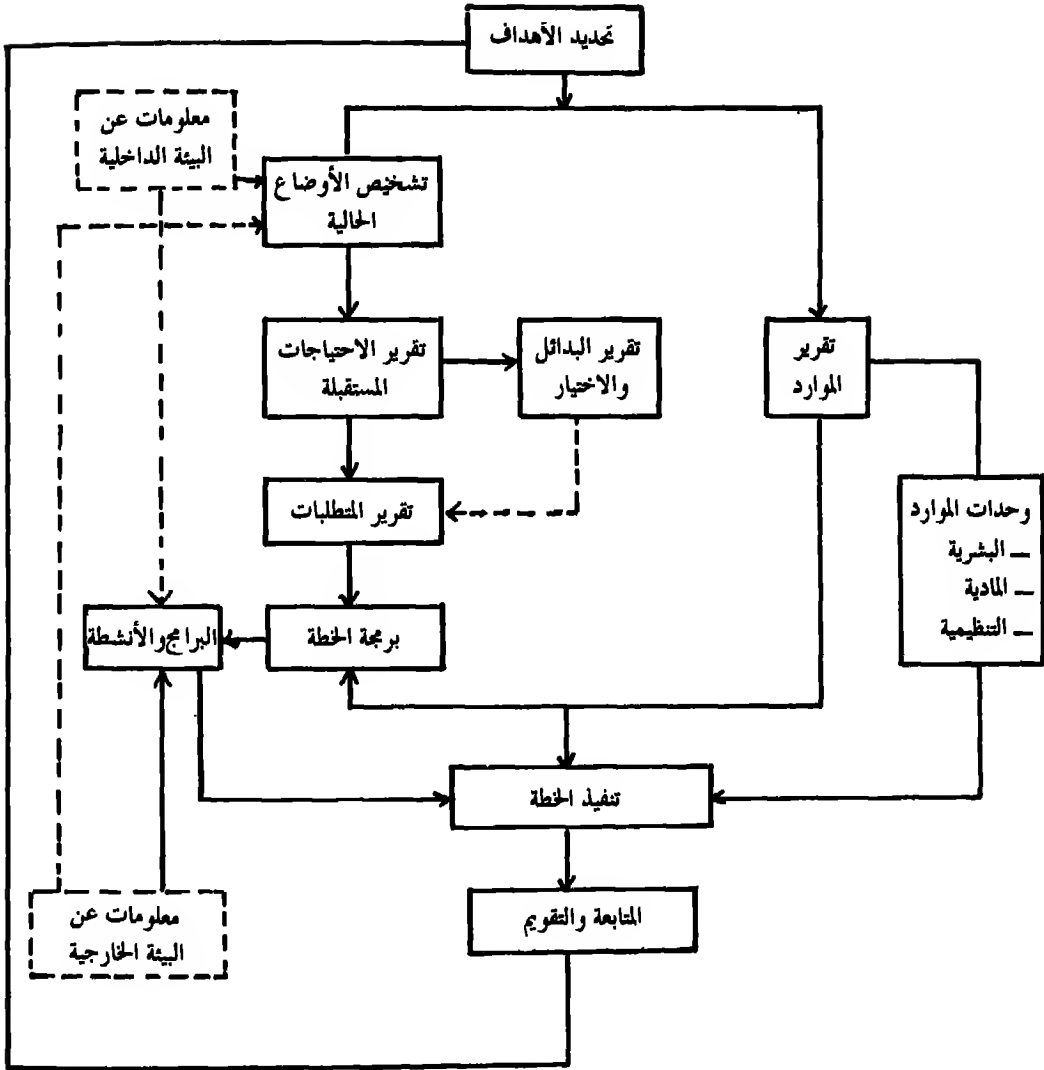 تحديد الأهداف
معلومات عن
البيئة الداخلية
تشخيص الأوضاع
الحالية
تقرير الاحتياجات
المستقبلة
تقرير البدائل
والاختيار
تقرير
الموارد
تقرير المتطلبات
وحدات الموارد
— البشرية
— المادية
— التنظيمية
برمجة الخطة
البرامج والأنشطة
تنفيذ الخطة
المتابعة والتقويم
معلومات عن
البيئة الخارجية